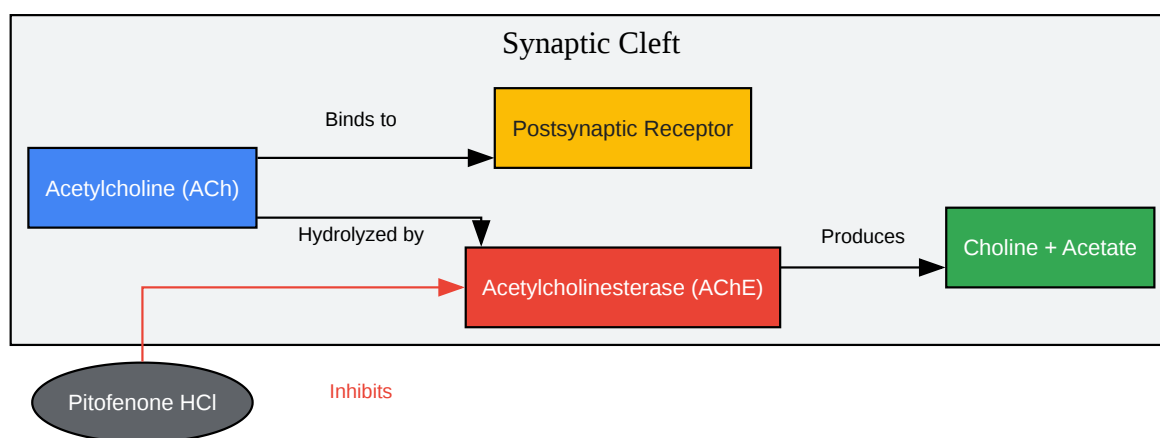 Synaptic Cleft
Binds to
Postsynaptic Receptor
Acetylcholine (ACh)
Hydrolyzed by
Produces
Choline + Acetate
Acetylcholinesterase (AChE)
Pitofenone HCl
Inhibits